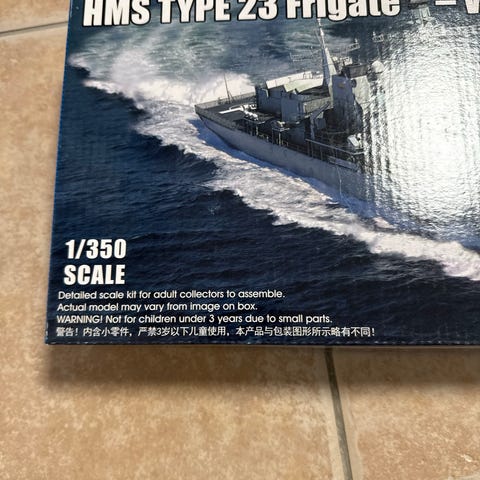 HMS TYPE 23 Frigate
1/350
SCALE
Detailed scale kit for adult collectors to assemble.
Actual model may vary from image on box.
WARNING! Not for children under 3 years due to small parts.
警告！内含小零件，严禁3岁以下儿童使用，本产品与包装图形所示略有不同！